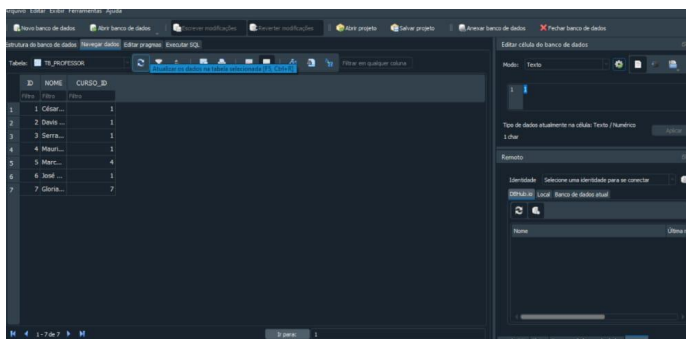 Arquivo Editar Exibir Ferramentas Ajuda
Novo banco de dados Abrir banco de dados Escrever modificações Reverter modificações Abrir projeto Salvar projeto Anexar banco de dados Fechar banco de dados
Estrutura do banco de dados Navegar dados Editar pragmas Executar SQL
Tabela: TB_PROFESSOR
Filtrar em qualquer coluna
Atualizar os dados na tabela selecionada [F5, Ctrl+R]
ID NOME CURSO_ID
Filtro Filtro Filtro
1 1 César... 1
2 2 Davis ... 1
3 3 Serra... 1
4 4 Mauri... 1
5 5 Marc... 4
6 6 José ... 1
7 7 Gloria... 7
1 - 7 de 7
Ir para: 1
Editar célula do banco de dados
Modo: Texto
1 1
Tipo de dados atualmente na célula: Texto / Numérico
1 char
Aplicar
Remoto
Identidade Selecione uma identidade para se conectar
DBHub.io Local Banco de dados atual
Nome